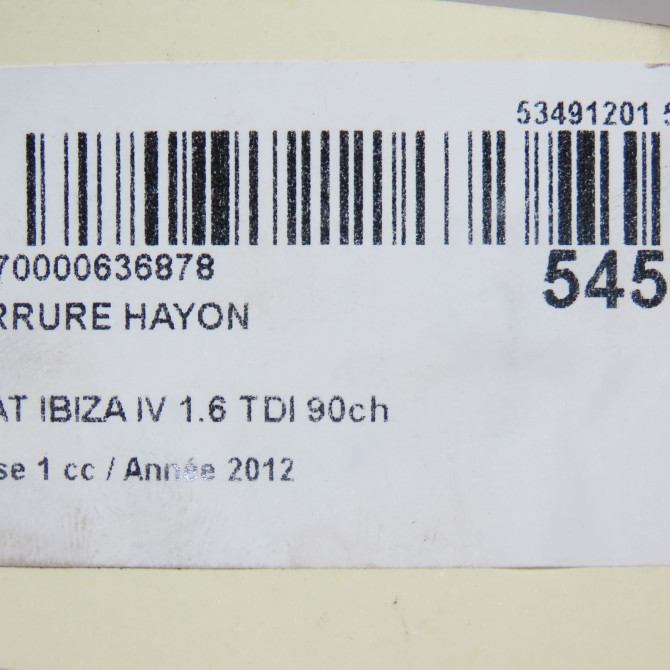 53491201 5
70000636878
545
RRURE HAYON
AT IBIZA IV 1.6 TDI 90ch
se 1 cc / Année 2012